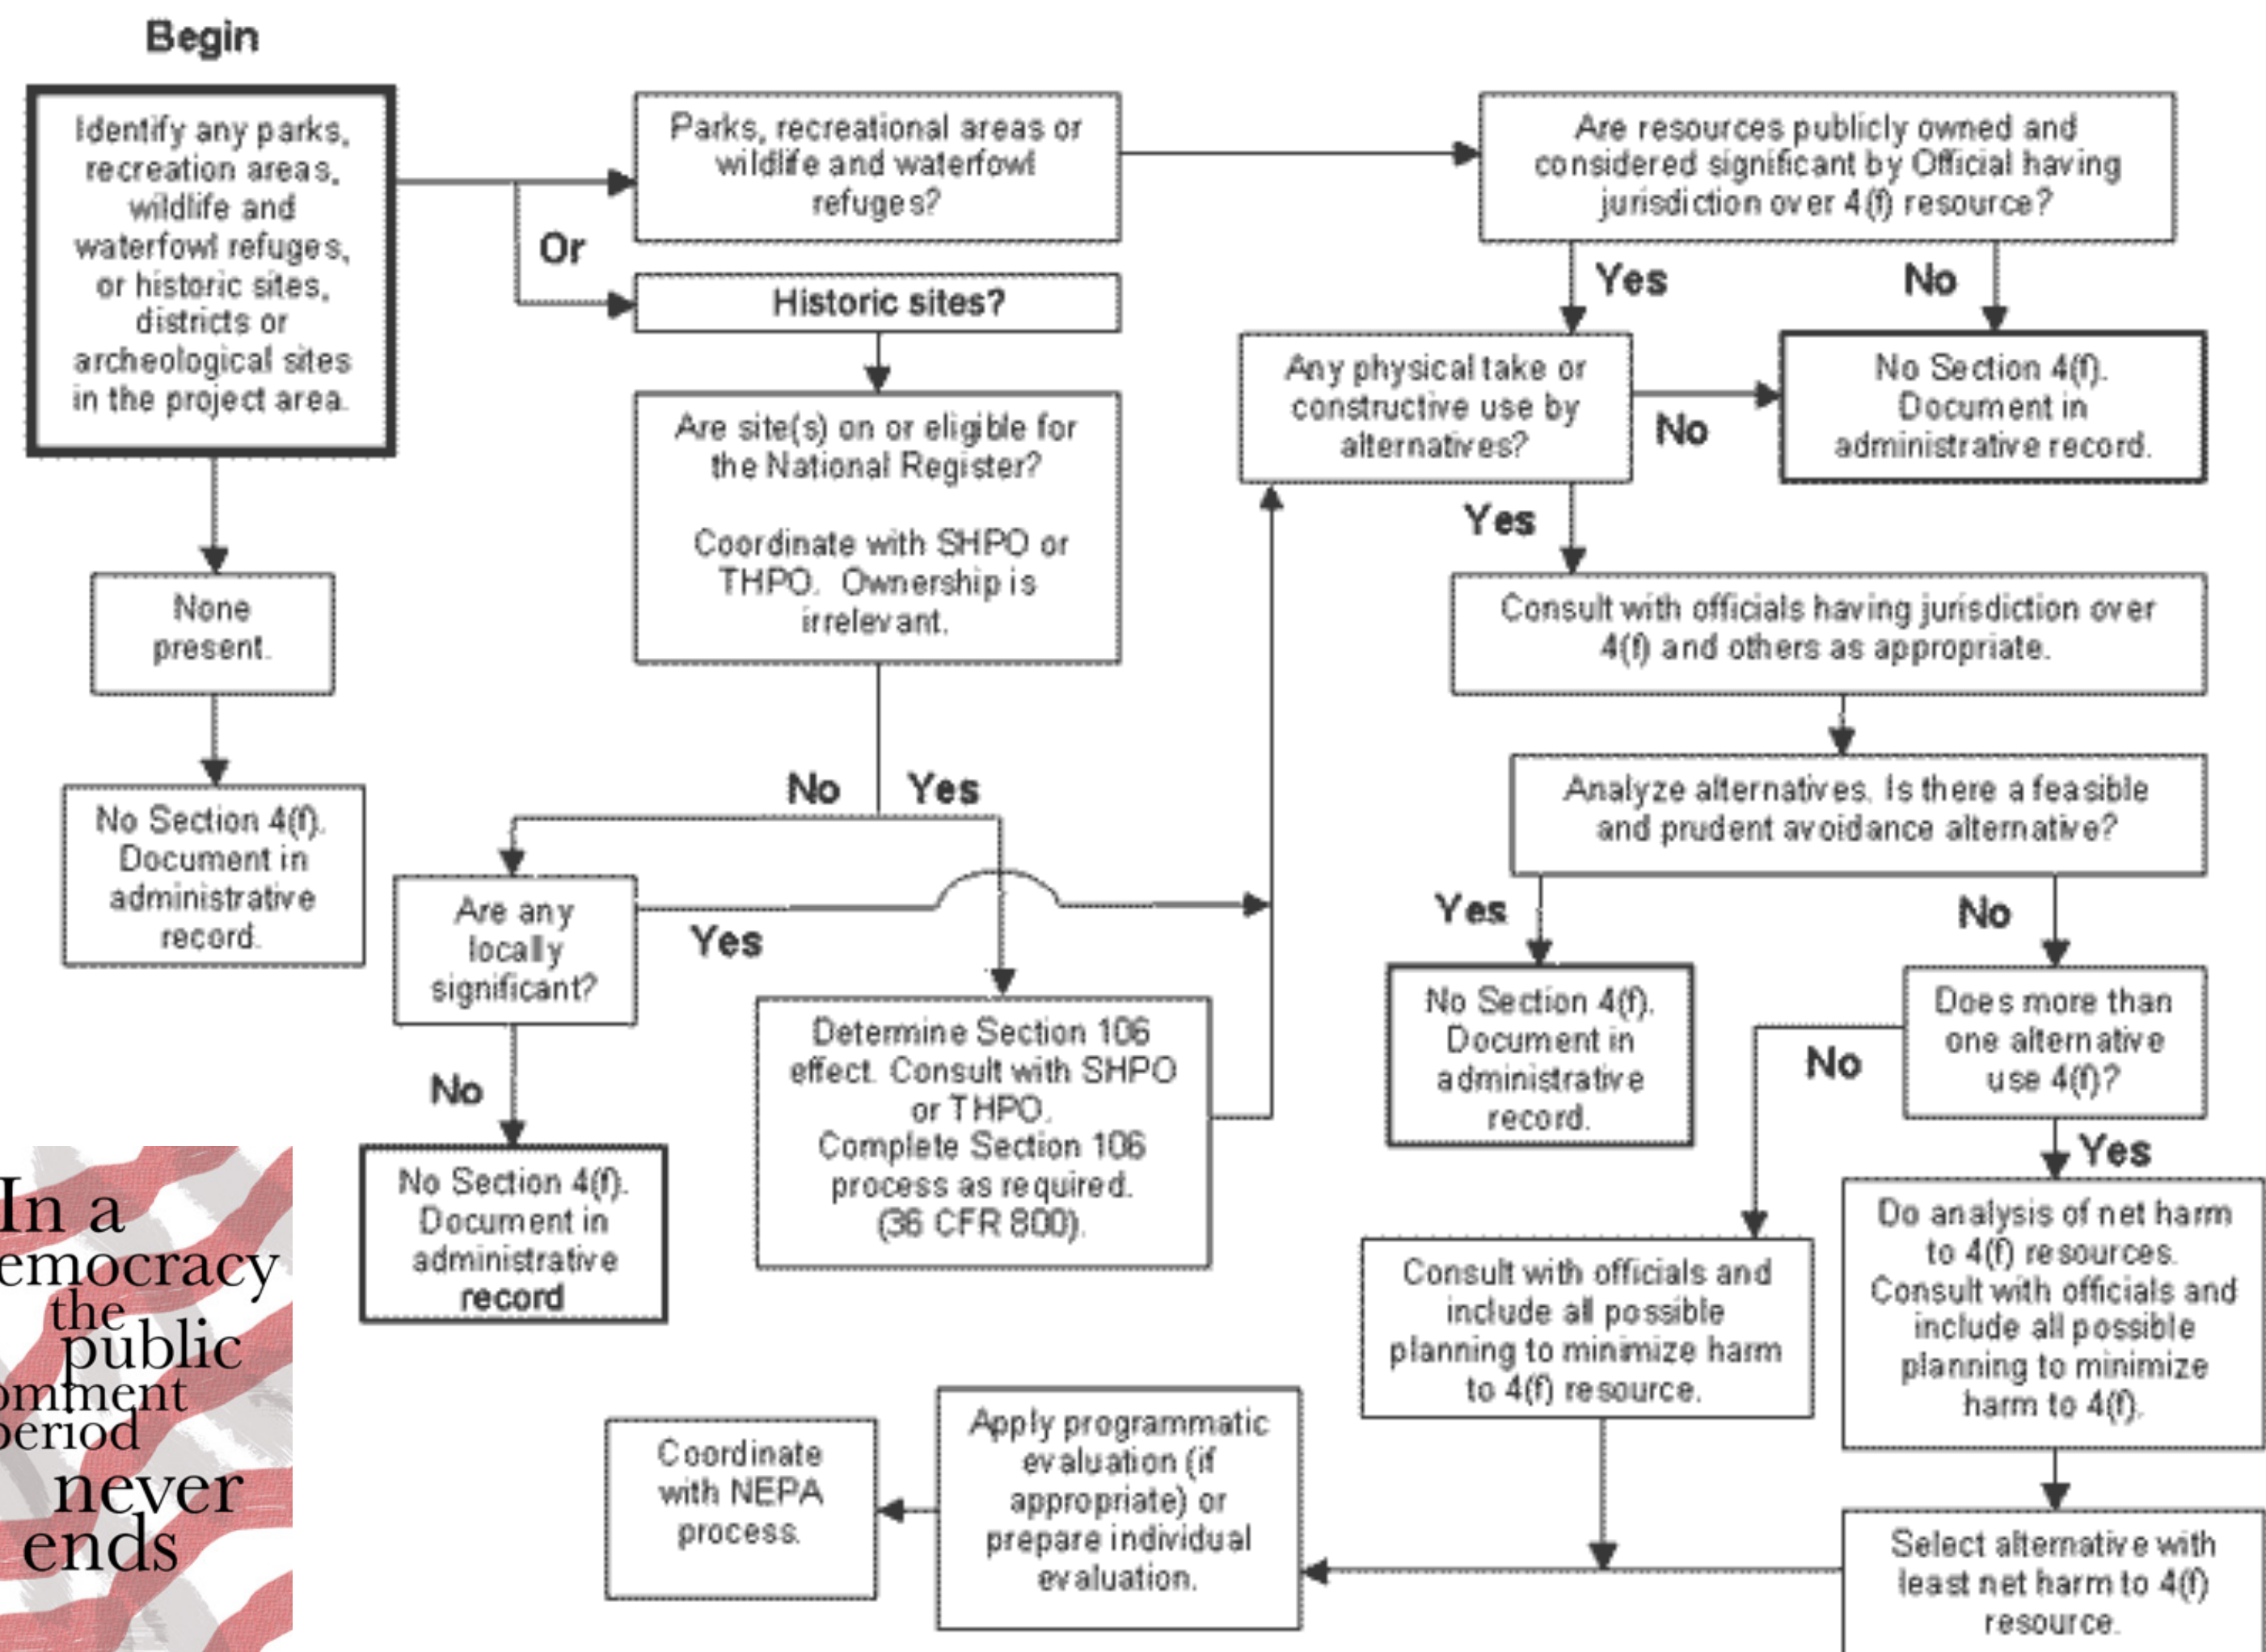 Begin
Identify any parks,
recreation areas,
wildlife and
waterfowl refuges,
or historic sites,
districts or
archeological sites
in the project area.
None
present.
No Section 4(f).
Document in
administrative
record.
Or
Parks, recreational areas or
wildlife and waterfowl
refuges?
Historic sites?
Are site(s) on or eligible for
the National Register?
Coordinate with SHPO or
THPO. Ownership is
irrelevant.
No
Yes
Are any
locally
significant?
Yes
No
No Section 4(f).
Document in
administrative
record
Determine Section 106
effect. Consult with SHPO
or THPO.
Complete Section 106
process as required.
(36 CFR 800).
Are resources publicly owned and
considered significant by Official having
jurisdiction over 4(f) resource?
Yes
No
Any physical take or
constructive use by
alternatives?
No
No Section 4(f).
Document in
administrative record.
Yes
Consult with officials having jurisdiction over
4(f) and others as appropriate.
Analyze alternatives. Is there a feasible
and prudent avoidance alternative?
Yes
No
No Section 4(f).
Document in
administrative
record.
Does more than
one alternative
use 4(f)?
No
Yes
Consult with officials and
include all possible
planning to minimize harm
to 4(f) resource.
Do analysis of net harm
to 4(f) resources.
Consult with officials and
include all possible
planning to minimize
harm to 4(f).
Select alternative with
least net harm to 4(f)
resource.
Apply programmatic
evaluation (if
appropriate) or
prepare individual
evaluation.
Coordinate
with NEPA
process.
In a
emocracy
the
public
omment
period
never
ends